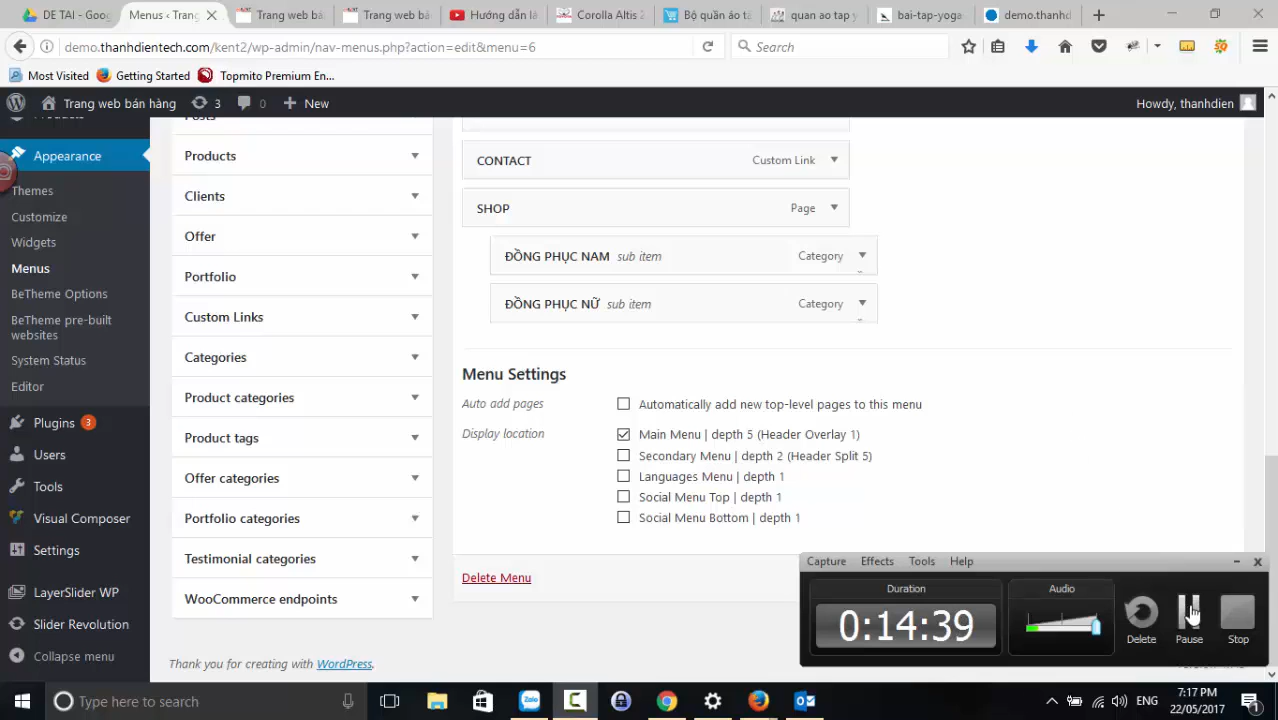 DE TAI - Goog
Menus ‹ Trang
Trang web bán
Trang web bán
Hướng dẫn là
Corolla Altis 2
Bộ quần áo tậ
quan ao tap y
bai-tap-yoga
demo.thanhd
demo.thanhdientech.com/kent2/wp-admin/nav-menus.php?action=edit&menu=6
Search
Most Visited
Getting Started
Topmito Premium En...
Trang web bán hàng
3
0
New
Howdy, thanhdien
Appearance
Themes
Customize
Widgets
Menus
BeTheme Options
BeTheme pre-built
websites
System Status
Editor
Plugins 3
Users
Tools
Visual Composer
Settings
LayerSlider WP
Slider Revolution
Collapse menu
Posts
Products
Clients
Offer
Portfolio
Custom Links
Categories
Product categories
Product tags
Offer categories
Portfolio categories
Testimonial categories
WooCommerce endpoints
CONTACT Custom Link
SHOP Page
ĐỒNG PHỤC NAM sub item Category
ĐỒNG PHỤC NỮ sub item Category
Menu Settings
Auto add pages
Automatically add new top-level pages to this menu
Display location
Main Menu | depth 5 (Header Overlay 1)
Secondary Menu | depth 2 (Header Split 5)
Languages Menu | depth 1
Social Menu Top | depth 1
Social Menu Bottom | depth 1
Delete Menu
Thank you for creating with WordPress.
Capture Effects Tools Help
Duration
0:14:39
Audio
Delete
Pause
Stop
Type here to search
Zalo
ENG
7:17 PM
22/05/2017
1